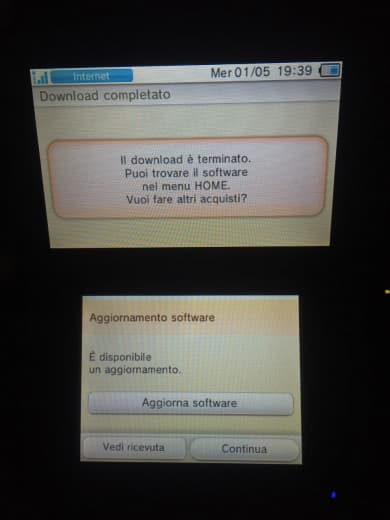 Internet
Mer 01/05 19:39
Download completato
Il download è terminato.
Puoi trovare il software
nel menu HOME.
Vuoi fare altri acquisti?
Aggiornamento software
È disponibile
un aggiornamento.
Aggiorna software
Vedi ricevuta
Continua